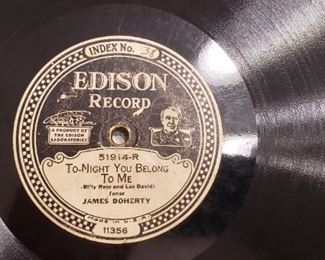 INDEX No. 58
EDISON
RECORD
A PRODUCT OF
THE EDISON
LABORATORIES
51914-R
TO-NIGHT YOU BELONG
TO ME
(Billy Rose and Lee David)
Tenor
JAMES DOHERTY
Made in U.S.A.
11356